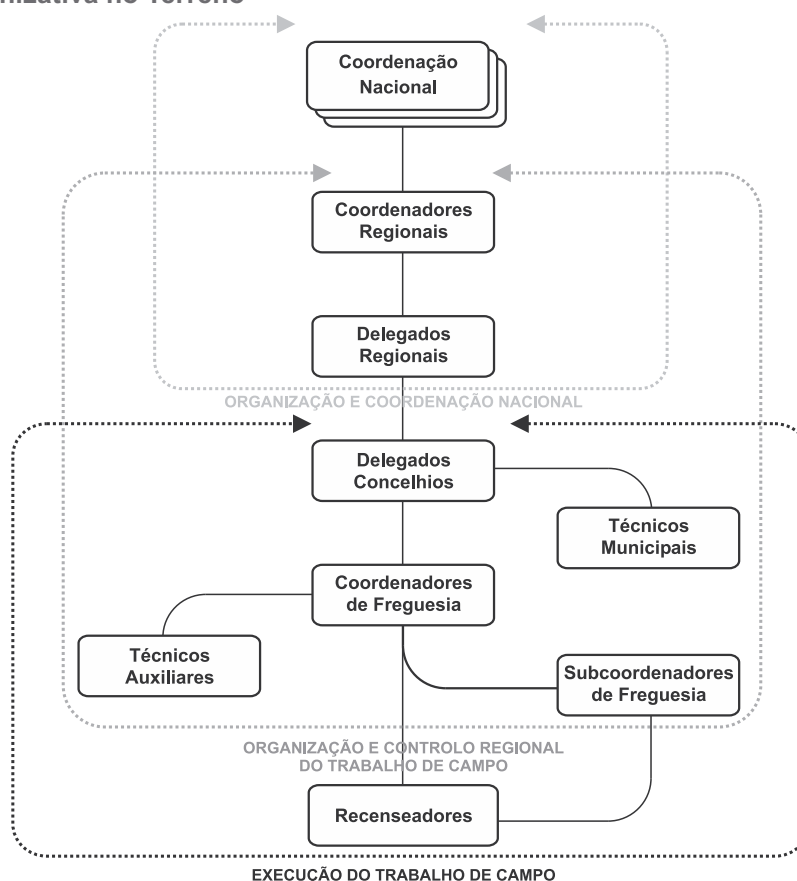 Coordenação
Nacional
Coordenadores
Regionais
Delegados
Regionais
ORGANIZAÇÃO E COORDENAÇÃO NACIONAL
Delegados
Concelhios
Técnicos
Municipais
Coordenadores
de Freguesia
Técnicos
Auxiliares
Subcoordenadores
de Freguesia
ORGANIZAÇÃO E CONTROLO REGIONAL
DO TRABALHO DE CAMPO
Recenseadores
EXECUÇÃO DO TRABALHO DE CAMPO